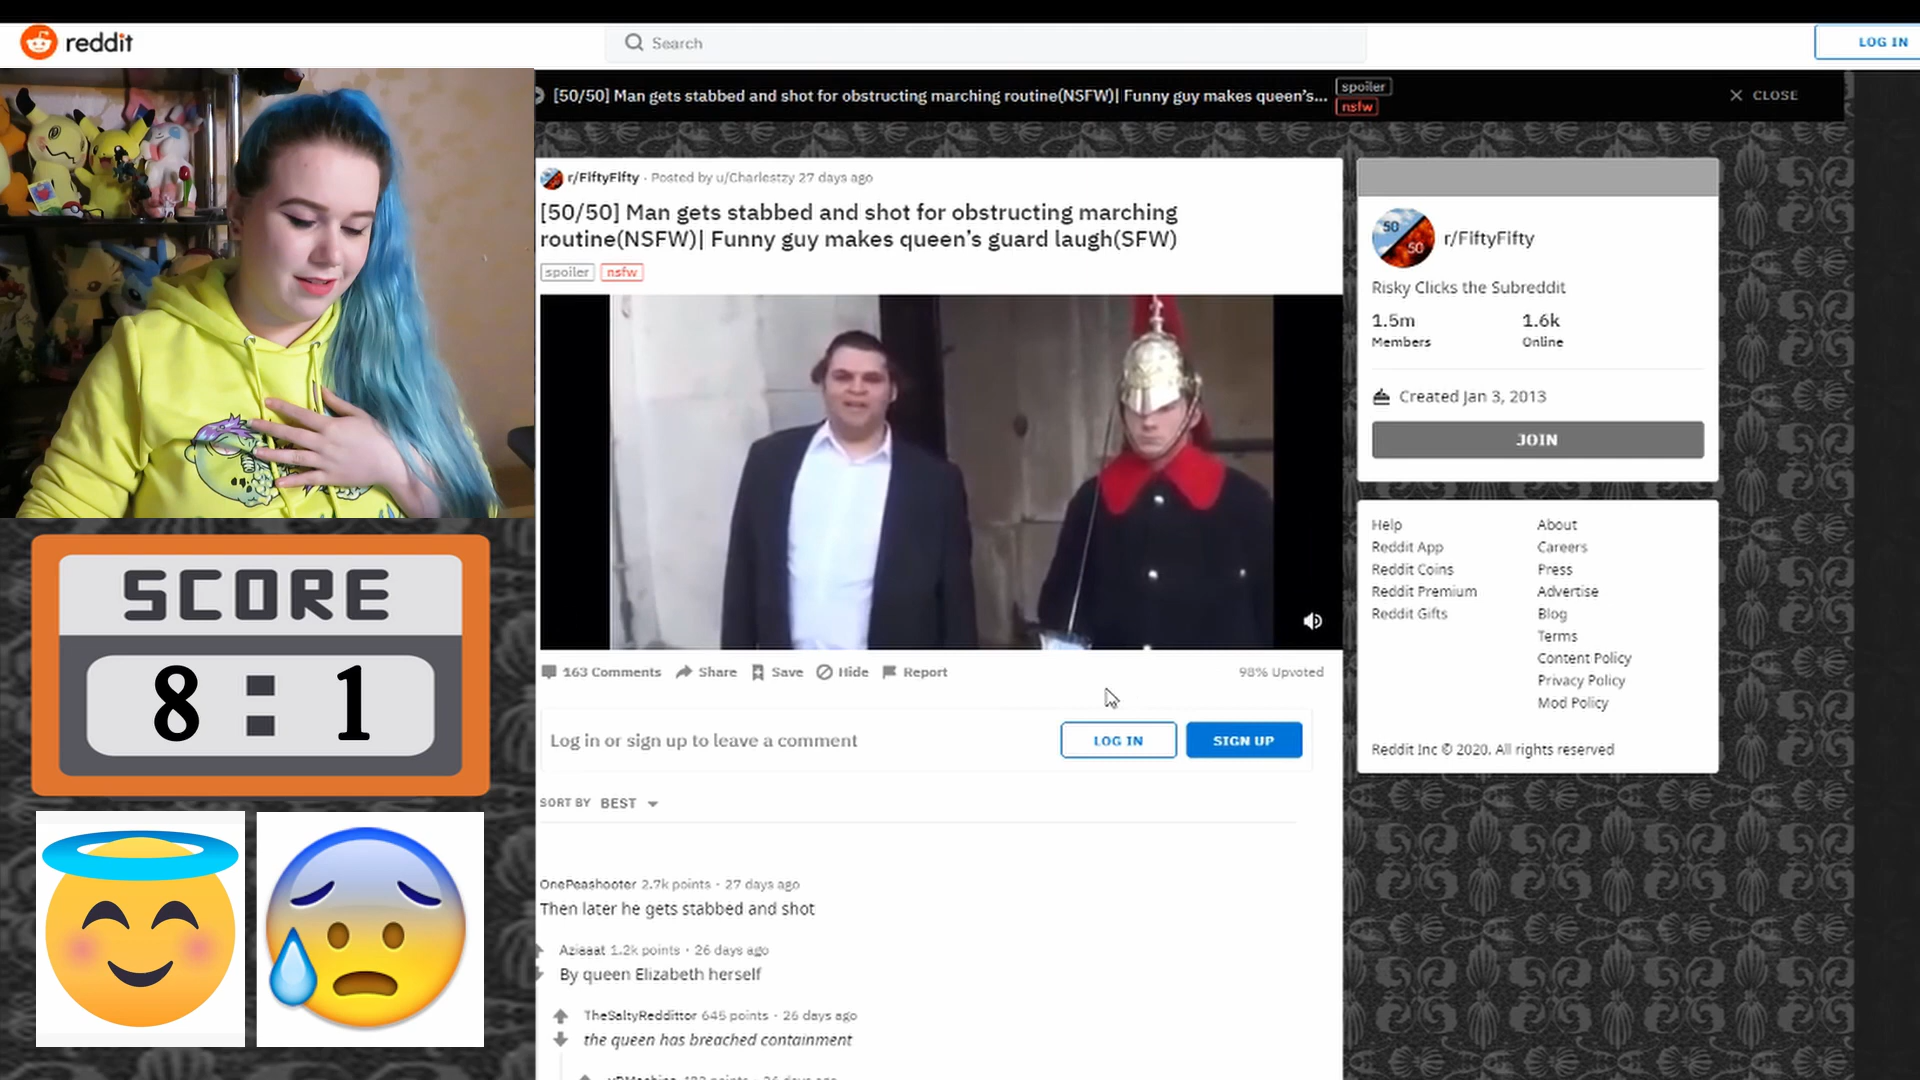 reddit
Search
LOG IN
[50/50] Man gets stabbed and shot for obstructing marching routine(NSFW)| Funny guy makes queen's...
spoiler
nsfw
CLOSE
r/FiftyFifty · Posted by u/Charlestzy 27 days ago
[50/50] Man gets stabbed and shot for obstructing marching
routine(NSFW)| Funny guy makes queen's guard laugh(SFW)
spoiler nsfw
163 Comments Share Save Hide Report 98% Upvoted
Log in or sign up to leave a comment LOG IN SIGN UP
SORT BY BEST
OnePeashooter 2.7k points · 27 days ago
Then later he gets stabbed and shot
Aziaaat 1.2k points · 26 days ago
By queen Elizabeth herself
TheSaltyReddittor 645 points · 26 days ago
the queen has breached containment
50
50
r/FiftyFifty
Risky Clicks the Subreddit
1.5m 1.6k
Members Online
Created Jan 3, 2013
JOIN
Help About
Reddit App Careers
Reddit Coins Press
Reddit Premium Advertise
Reddit Gifts Blog
Terms
Content Policy
Privacy Policy
Mod Policy
Reddit Inc © 2020. All rights reserved
SCORE
8 : 1